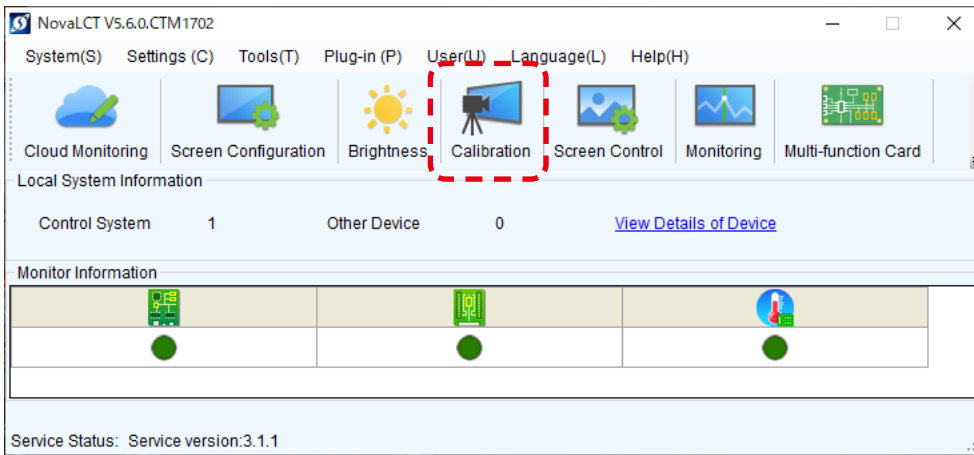 NovaLCT V5.6.0.CTM1702
System(S) Settings (C) Tools(T) Plug-in (P) User(U) Language(L) Help(H)
Cloud Monitoring Screen Configuration Brightness Calibration Screen Control Monitoring Multi-function Card
Local System Information
Control System 1 Other Device 0 View Details of Device
Monitor Information
Service Status: Service version:3.1.1